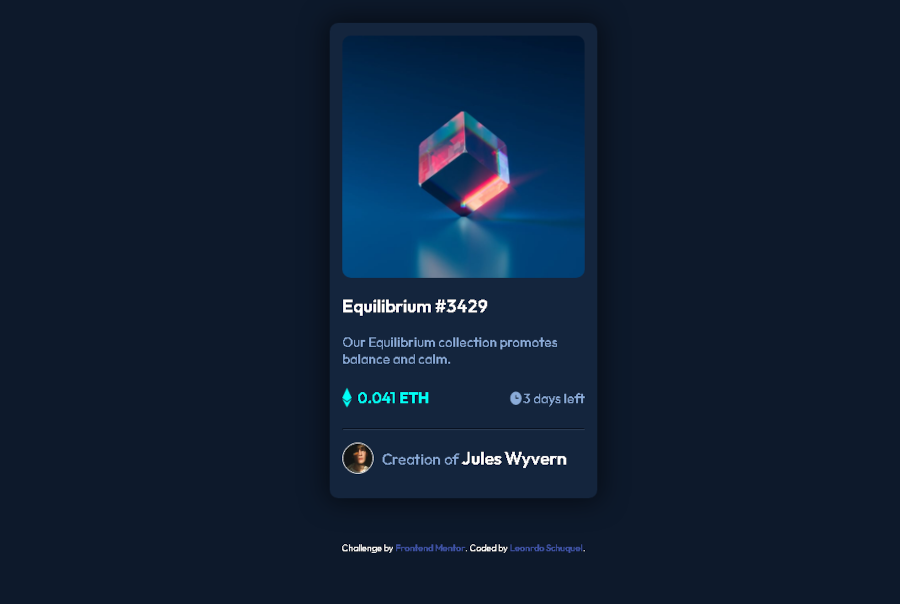 Equilibrium #3429
Our Equilibrium collection promotes
balance and calm.
0.041 ETH 3 days left
Creation of Jules Wyvern
Challenge by Frontend Mentor. Coded by Leonrdo Schuquel.